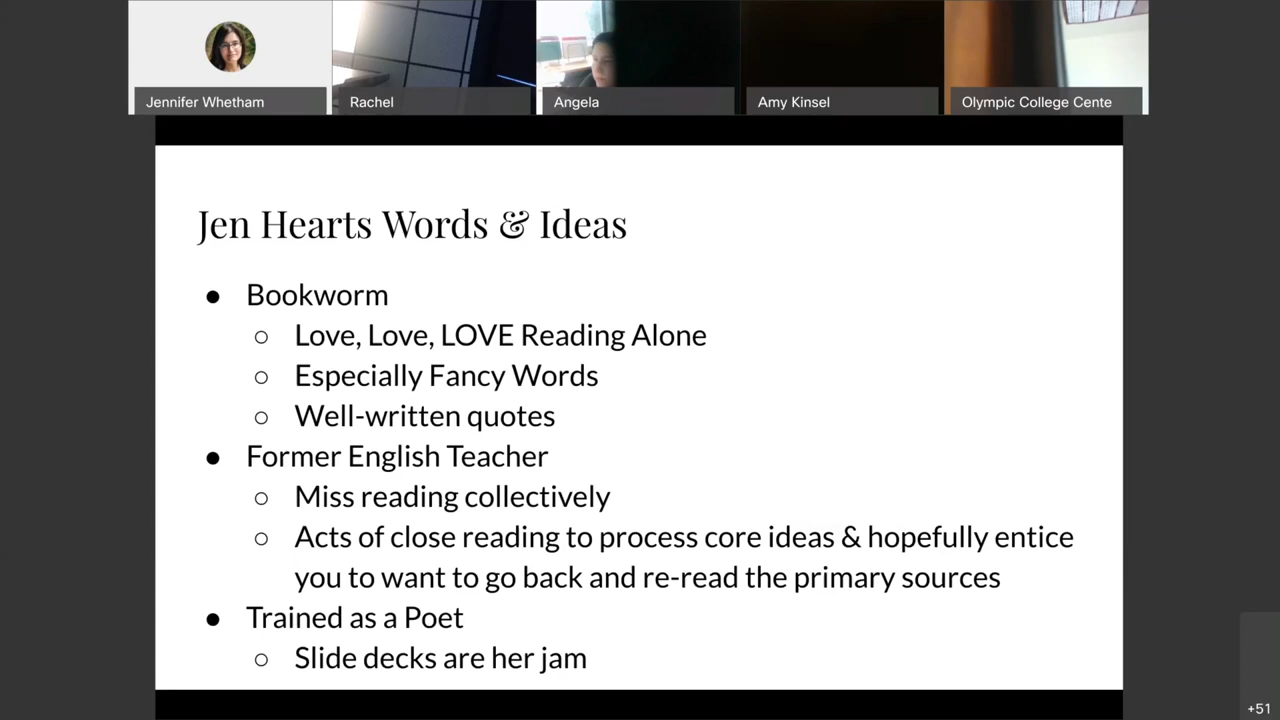 Jennifer Whetham
Rachel
Angela
Amy Kinsel
Olympic College Cente
Jen Hearts Words & Ideas
● Bookworm
○ Love, Love, LOVE Reading Alone
○ Especially Fancy Words
○ Well-written quotes
● Former English Teacher
○ Miss reading collectively
○ Acts of close reading to process core ideas & hopefully entice
you to want to go back and re-read the primary sources
● Trained as a Poet
○ Slide decks are her jam
+51